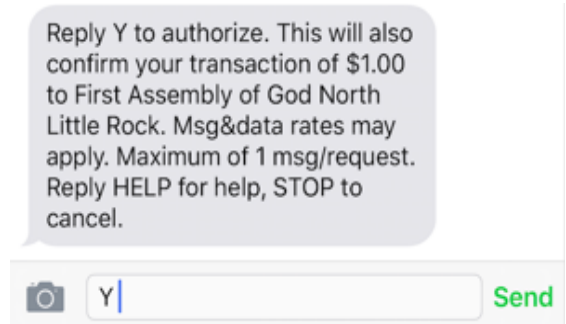 Reply Y to authorize. This will also
confirm your transaction of $1.00
to First Assembly of God North
Little Rock. Msg&data rates may
apply. Maximum of 1 msg/request.
Reply HELP for help, STOP to
cancel.
Y
Send